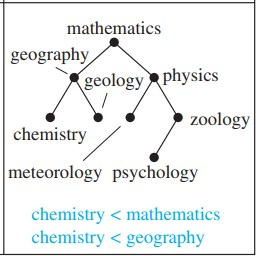 mathematics
geography
geology
physics
chemistry
zoology
meteorology psychology
chemistry < mathematics
chemistry < geography